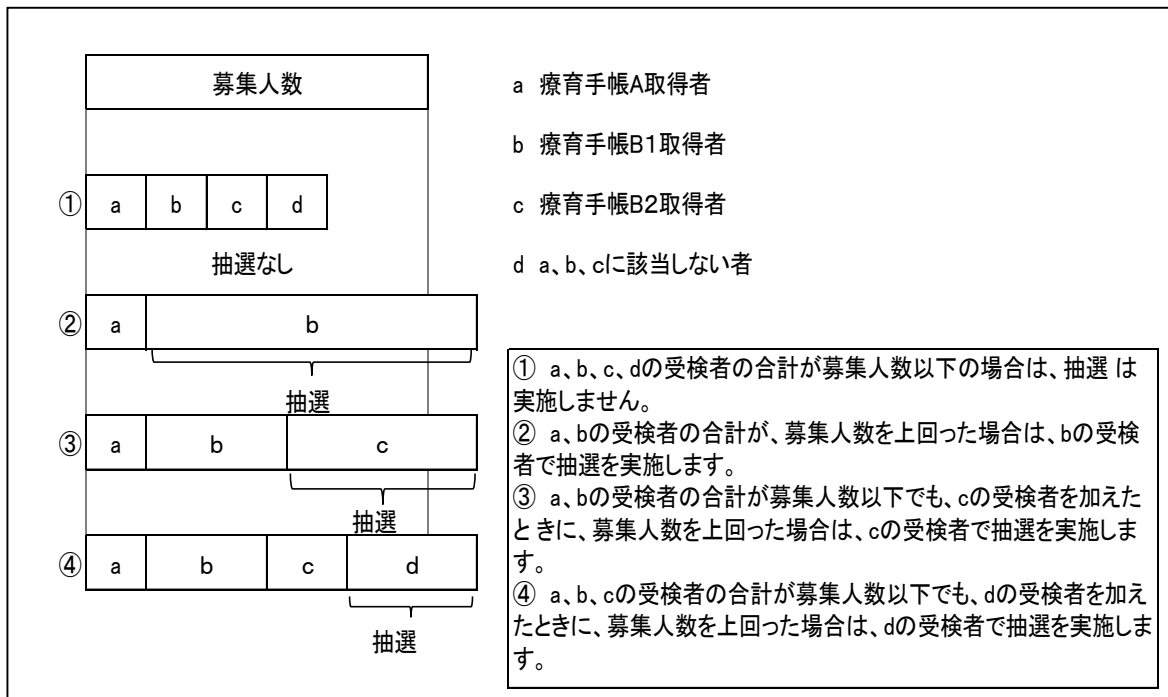 募集人数
a 療育手帳A取得者
b 療育手帳B1取得者
c 療育手帳B2取得者
d a、b、cに該当しない者
① a b c d
抽選なし
② a b
抽選
③ a b c
抽選
④ a b c d
抽選
① a、b、c、dの受検者の合計が募集人数以下の場合は、抽選 は
実施しません。
② a、bの受検者の合計が、募集人数を上回った場合は、bの受検
者で抽選を実施します。
③ a、bの受検者の合計が募集人数以下でも、cの受検者を加えた
ときに、募集人数を上回った場合は、cの受検者で抽選を実施しま
す。
④ a、b、cの受検者の合計が募集人数以下でも、dの受検者を加え
たときに、募集人数を上回った場合は、dの受検者で抽選を実施しま
す。